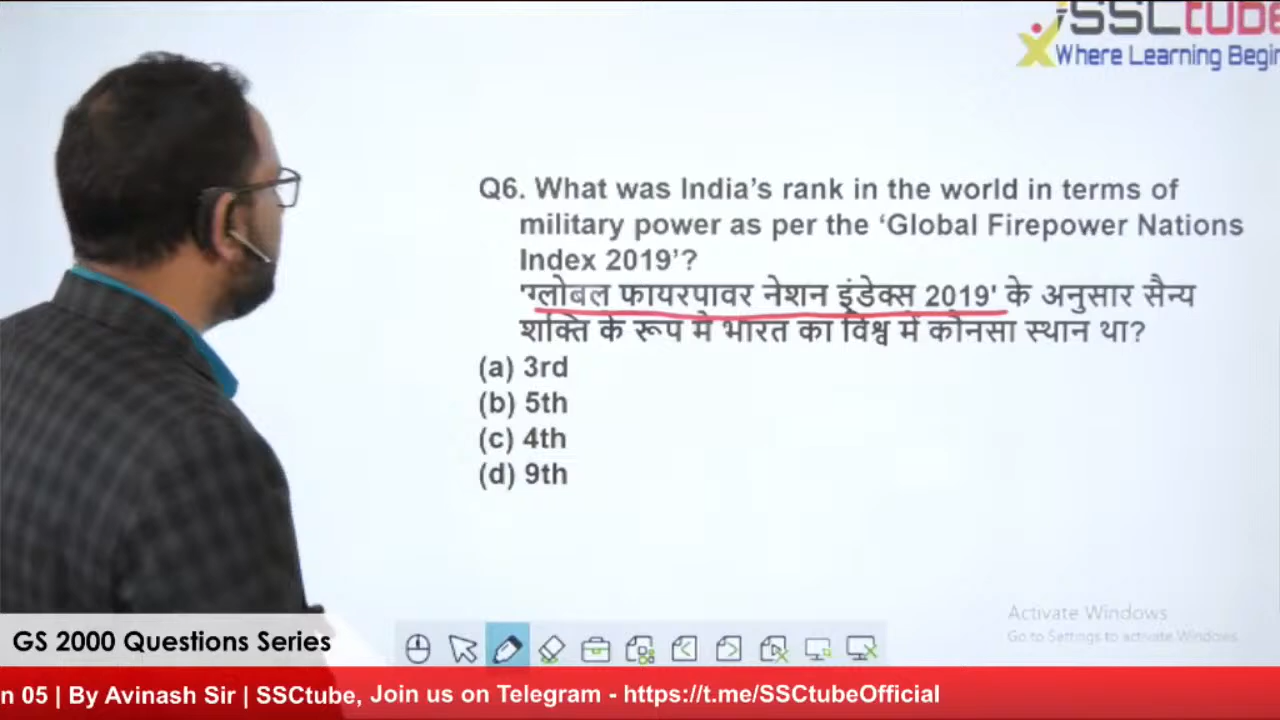 iSSCtube
Where Learning Begin
Q6. What was India's rank in the world in terms of
military power as per the ‘Global Firepower Nations
Index 2019’?
'ग्लोबल फायरपावर नेशन इंडेक्स 2019' के अनुसार सैन्य
शक्ति के रूप में भारत का विश्व में कौनसा स्थान था?
(a) 3rd
(b) 5th
(c) 4th
(d) 9th
Activate Windows
Go to Settings to activate Windows.
GS 2000 Questions Series
n 05 | By Avinash Sir | SSCtube, Join us on Telegram - https://t.me/SSCtubeOfficial